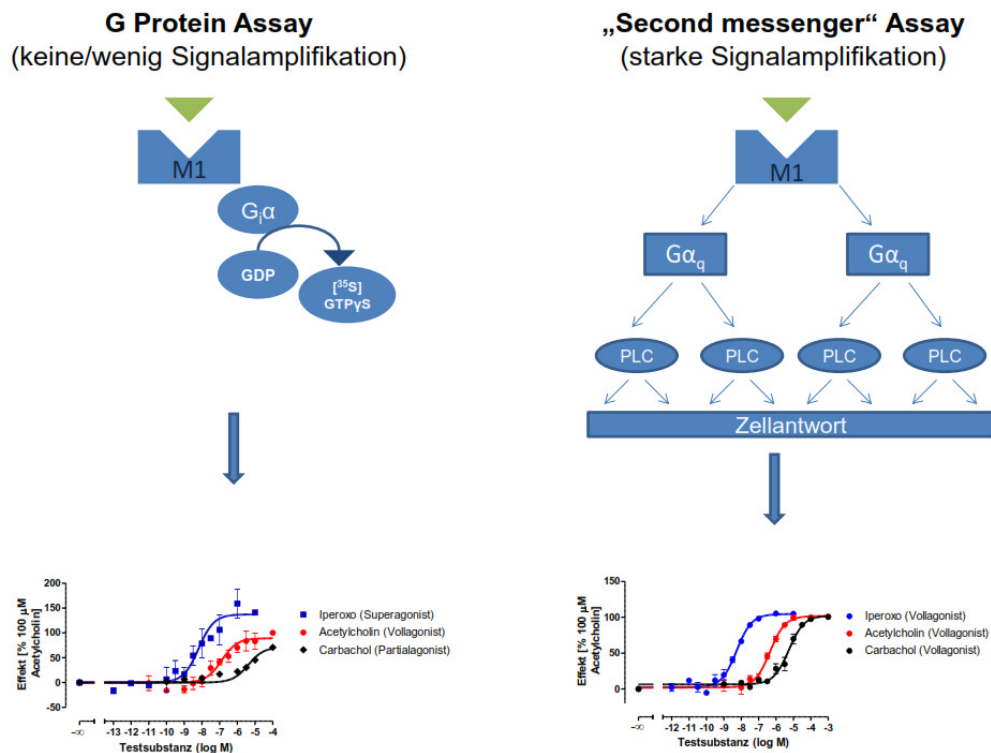 G Protein Assay
(keine/wenig Signalamplifikation)
M1
Giα
GDP
[35S]
GTPγS
„Second messenger“ Assay
(starke Signalamplifikation)
M1
Gαq
Gαq
PLC
PLC
PLC
PLC
Zellantwort
Effekt [% 100 µM
Acetylcholin]
200
150
100
50
0
-50
-∞ -13 -12 -11 -10 -9 -8 -7 -6 -5 -4
Testsubstanz (log M)
Iperoxo (Superagonist)
Acetylcholin (Vollagonist)
Carbachol (Partialagonist)
Effekt [% 100 µM
Acetylcholin]
150
100
50
0
-∞ -12 -11 -10 -9 -8 -7 -6 -5 -4 -3
Testsubstanz (log M)
Iperoxo (Vollagonist)
Acetylcholin (Vollagonist)
Carbachol (Vollagonist)